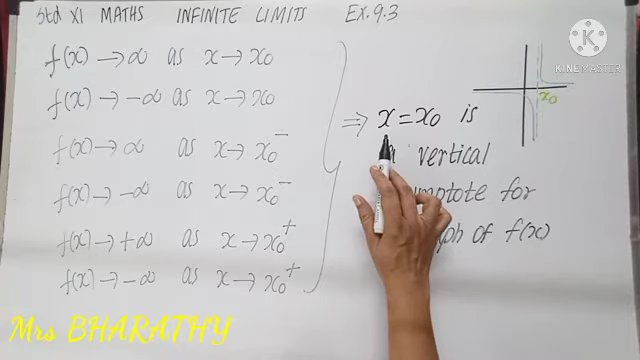 Std XI MATHS INFINITE LIMITS Ex.9.3
f(x) → ∞ as x → x₀
f(x) → -∞ as x → x₀
f(x) → ∞ as x → x₀⁻
f(x) → -∞ as x → x₀⁻
f(x) → +∞ as x → x₀⁺
f(x) → -∞ as x → x₀⁺
⇒ x = x₀ is
vertical
for
of f(x)
x₀
K
KINEMASTER
Mrs BHARATHY